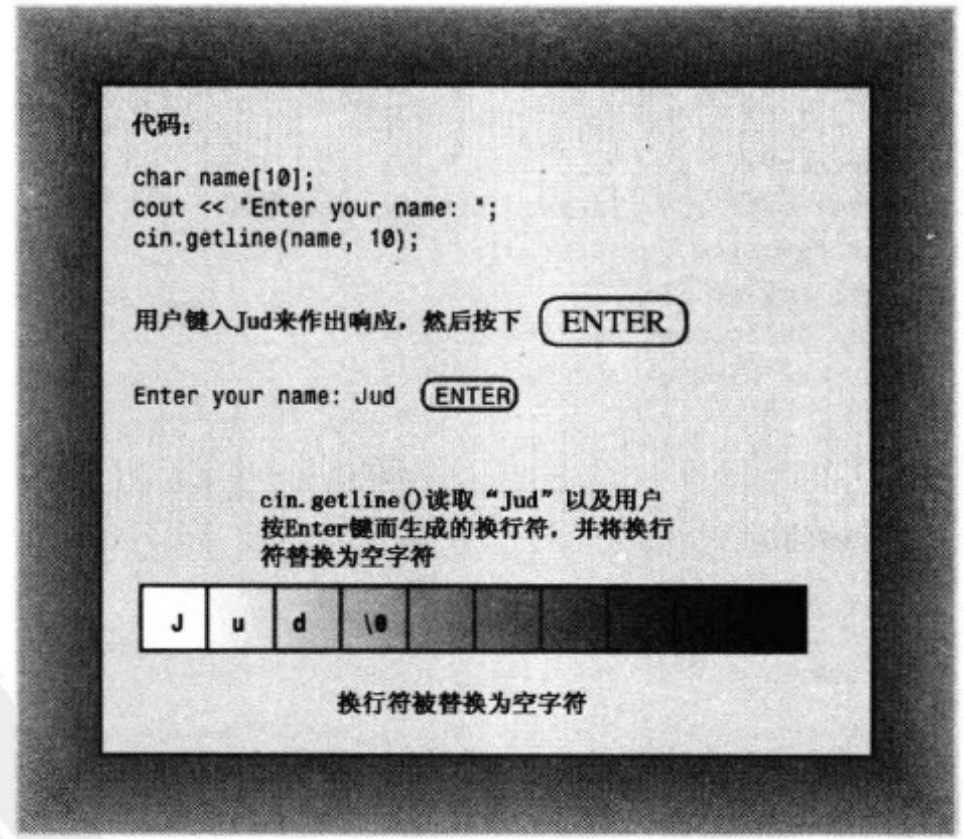 代码:
char name[10];
cout << "Enter your name: ";
cin.getline(name, 10);
用户键入Jud来作出响应，然后按下 ENTER
Enter your name: Jud ENTER
cin.getline()读取“Jud”以及用户
按Enter键而生成的换行符，并将换行
符替换为空字符
J u d \0
换行符被替换为空字符